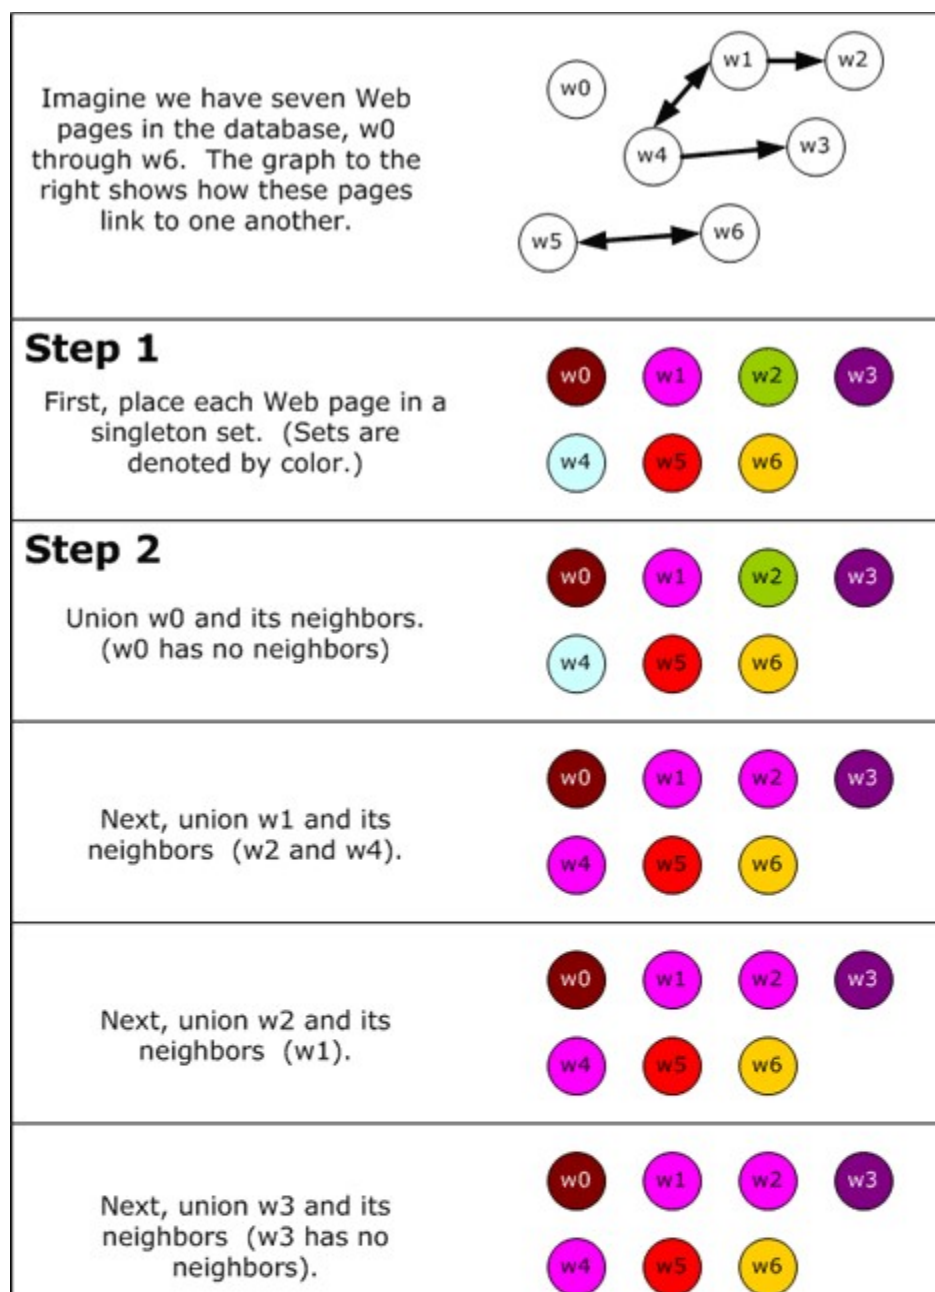 Imagine we have seven Web
pages in the database, w0
through w6. The graph to the
right shows how these pages
link to one another.
w0
w1
w2
w4
w3
w5
w6
Step 1
First, place each Web page in a
singleton set. (Sets are
denoted by color.)
w0 w1 w2 w3
w4 w5 w6
Step 2
Union w0 and its neighbors.
(w0 has no neighbors)
w0 w1 w2 w3
w4 w5 w6
Next, union w1 and its
neighbors (w2 and w4).
w0 w1 w2 w3
w4 w5 w6
Next, union w2 and its
neighbors (w1).
w0 w1 w2 w3
w4 w5 w6
Next, union w3 and its
neighbors (w3 has no
neighbors).
w0 w1 w2 w3
w4 w5 w6